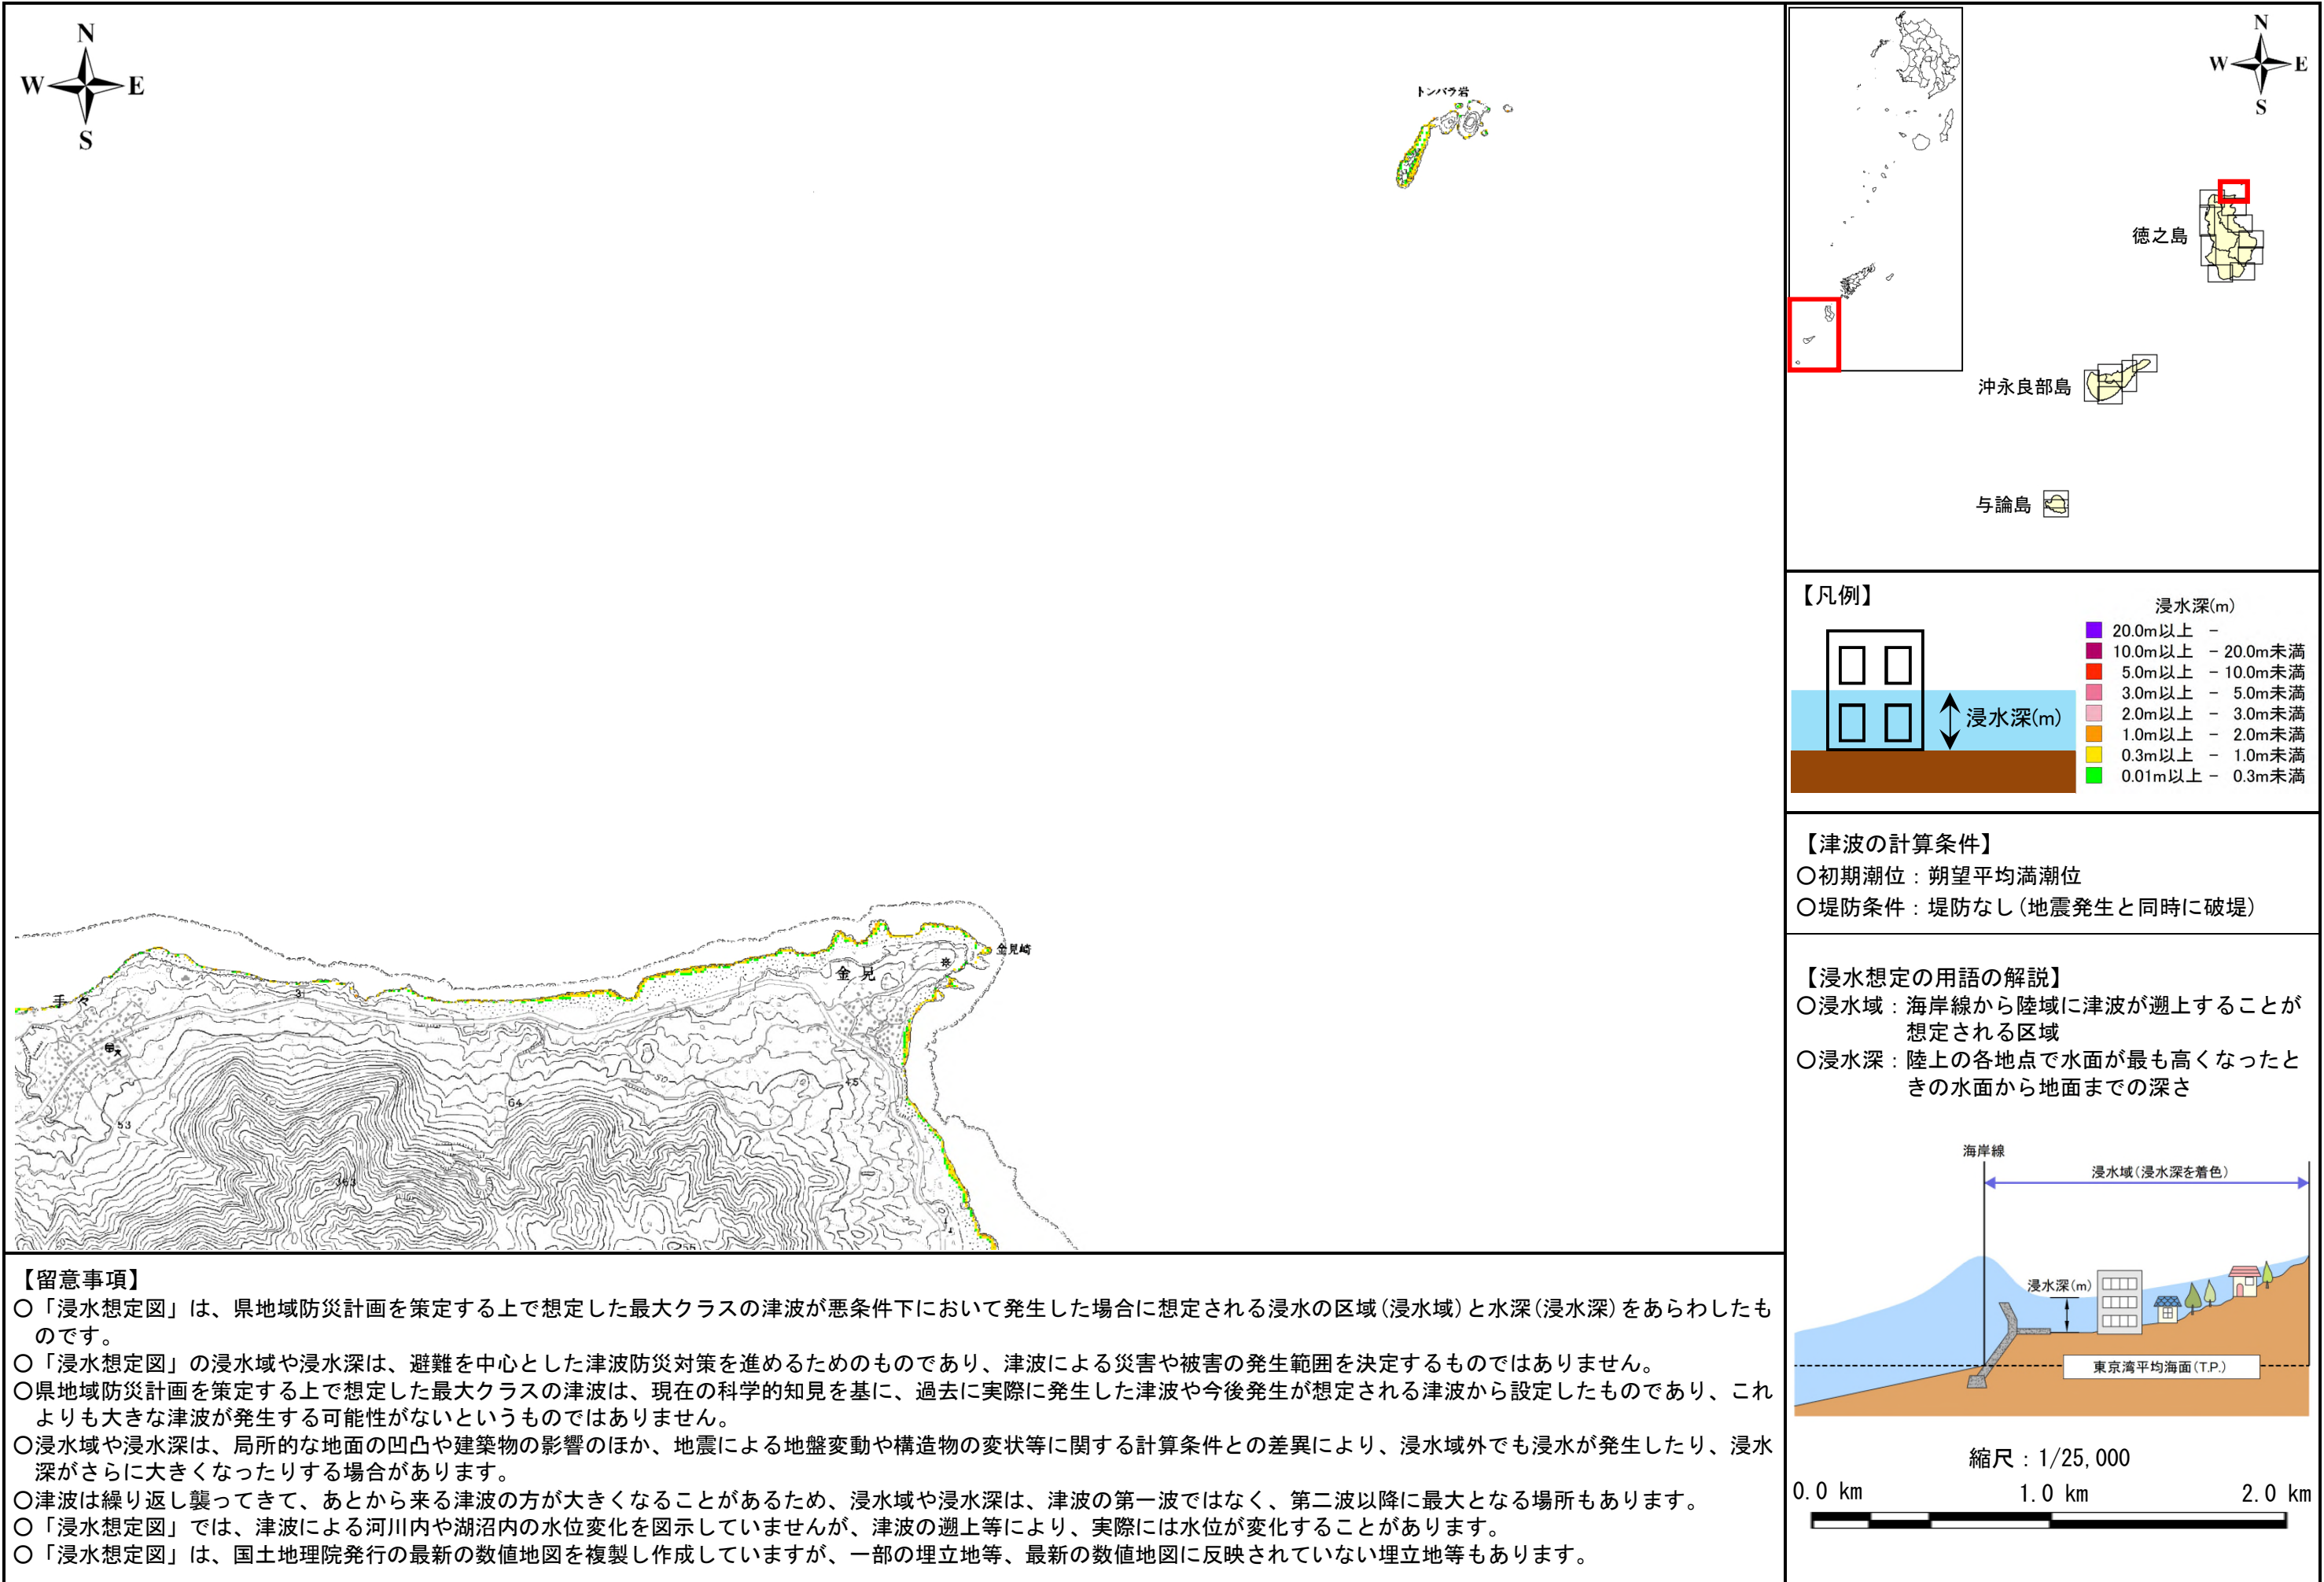 N
W E
S
トンバラ岩
金見崎
金 見
手 々
31
53
64
50
45
363
N
W E
S
徳之島
沖永良部島
与論島
【凡例】
浸水深(m)
20.0m以上 -
10.0m以上 - 20.0m未満
5.0m以上 - 10.0m未満
3.0m以上 - 5.0m未満
2.0m以上 - 3.0m未満
1.0m以上 - 2.0m未満
0.3m以上 - 1.0m未満
0.01m以上 - 0.3m未満
浸水深(m)
【津波の計算条件】
○初期潮位：朔望平均満潮位
○堤防条件：堤防なし(地震発生と同時に破堤)
【浸水想定の用語の解説】
○浸水域：海岸線から陸域に津波が遡上することが
想定される区域
○浸水深：陸上の各地点で水面が最も高くなったと
きの水面から地面までの深さ
海岸線
浸水域(浸水深を着色)
浸水深(m)
東京湾平均海面(T.P.)
縮尺：1/25,000
0.0 km 1.0 km 2.0 km
【留意事項】
○「浸水想定図」は、県地域防災計画を策定する上で想定した最大クラスの津波が悪条件下において発生した場合に想定される浸水の区域(浸水域)と水深(浸水深)をあらわしたも
のです。
○「浸水想定図」の浸水域や浸水深は、避難を中心とした津波防災対策を進めるためのものであり、津波による災害や被害の発生範囲を決定するものではありません。
○県地域防災計画を策定する上で想定した最大クラスの津波は、現在の科学的知見を基に、過去に実際に発生した津波や今後発生が想定される津波から設定したものであり、これ
よりも大きな津波が発生する可能性がないというものではありません。
○浸水域や浸水深は、局所的な地面の凹凸や建築物の影響のほか、地震による地盤変動や構造物の変状等に関する計算条件との差異により、浸水域外でも浸水が発生したり、浸水
深がさらに大きくなったりする場合があります。
○津波は繰り返し襲ってきて、あとから来る津波の方が大きくなることがあるため、浸水域や浸水深は、津波の第一波ではなく、第二波以降に最大となる場所もあります。
○「浸水想定図」では、津波による河川内や湖沼内の水位変化を図示していませんが、津波の遡上等により、実際には水位が変化することがあります。
○「浸水想定図」は、国土地理院発行の最新の数値地図を複製し作成していますが、一部の埋立地等、最新の数値地図に反映されていない埋立地等もあります。